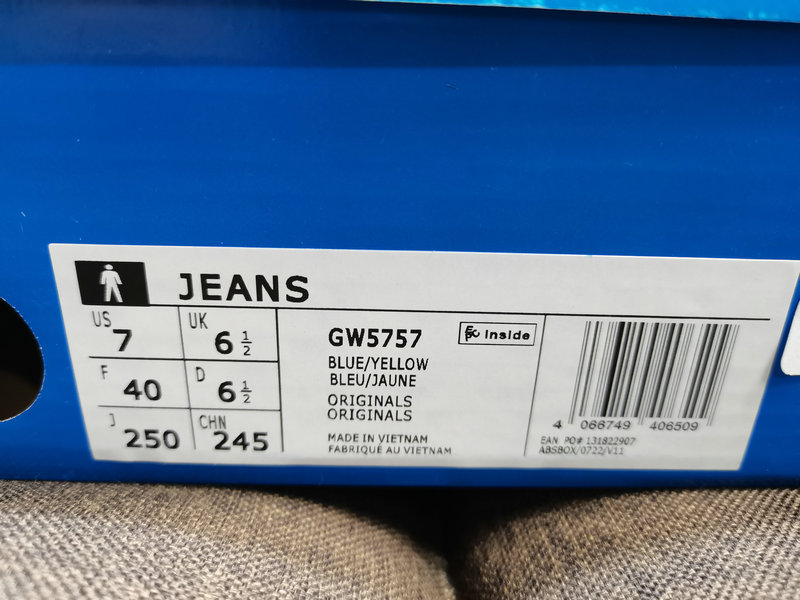 JEANS
US 7
UK 6 1/2
F 40
D 6 1/2
J 250
CHN 245
GW5757
Inside
BLUE/YELLOW
BLEU/JAUNE
ORIGINALS
ORIGINALS
MADE IN VIETNAM
FABRIQUÉ AU VIETNAM
4 066749 406509
EAN PO# 131822907
ABSBOX/0722/V11